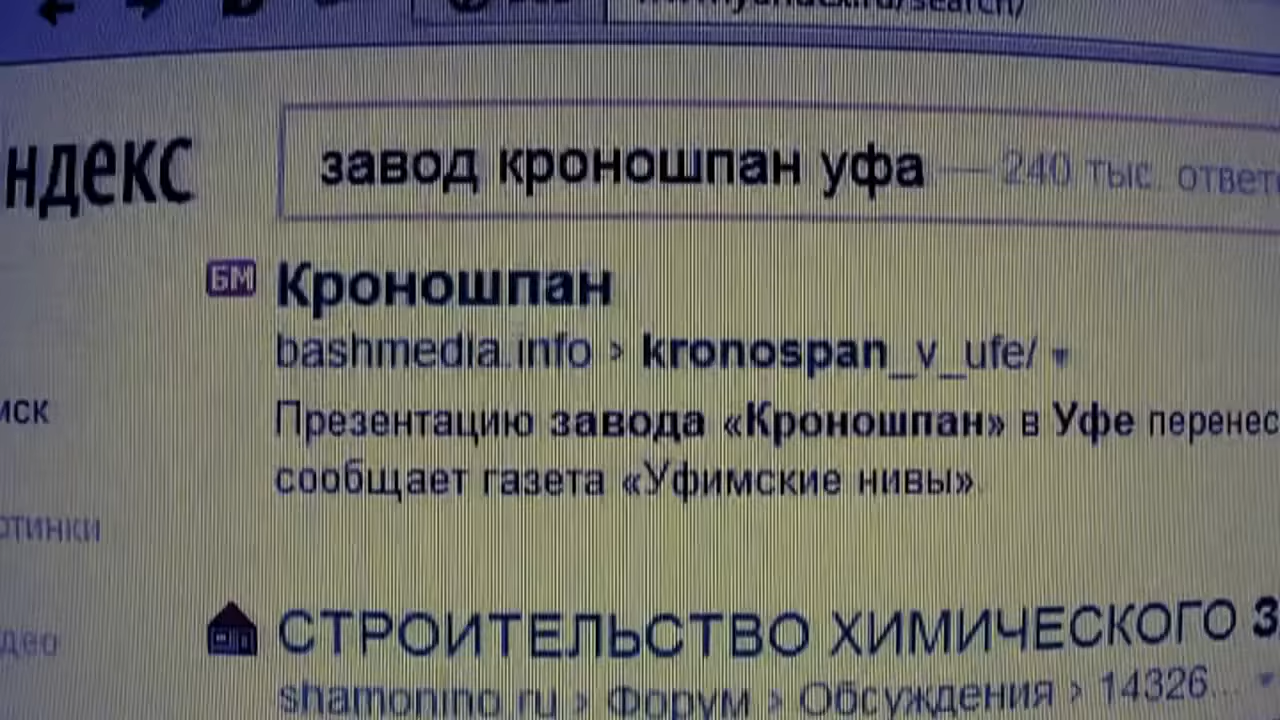 ндекс
завод кроношпан уфа — 240 тыс. ответ
БМ Кроношпан
bashmedia.info › kronospan_v_ufe/
Презентацию завода «Кроношпан» в Уфе перенес
сообщает газета «Уфимские нивы»
иск
отинки
део
СТРОИТЕЛЬСТВО ХИМИЧЕСКОГО З
shamonino.ru › Форум › Обсуждения › 14326...